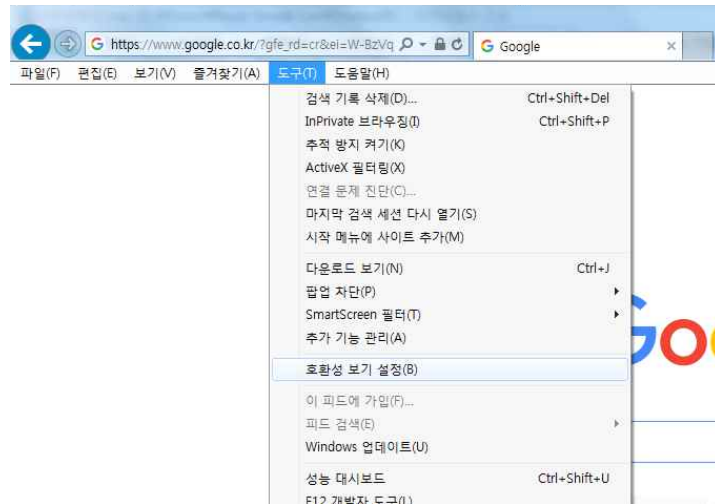 https://www.google.co.kr/?gfe_rd=cr&ei=W-BzVq
Google
파일(F) 편집(E) 보기(V) 즐겨찾기(A) 도구(T) 도움말(H)
검색 기록 삭제(D)... Ctrl+Shift+Del
InPrivate 브라우징(I) Ctrl+Shift+P
추적 방지 켜기(K)
ActiveX 필터링(X)
연결 문제 진단(C)...
마지막 검색 세션 다시 열기(S)
시작 메뉴에 사이트 추가(M)
다운로드 보기(N) Ctrl+J
팝업 차단(P)
SmartScreen 필터(T)
추가 기능 관리(A)
호환성 보기 설정(B)
이 피드에 가입(F)...
피드 검색(E)
Windows 업데이트(U)
성능 대시보드 Ctrl+Shift+U
F12 개발자 도구(L)